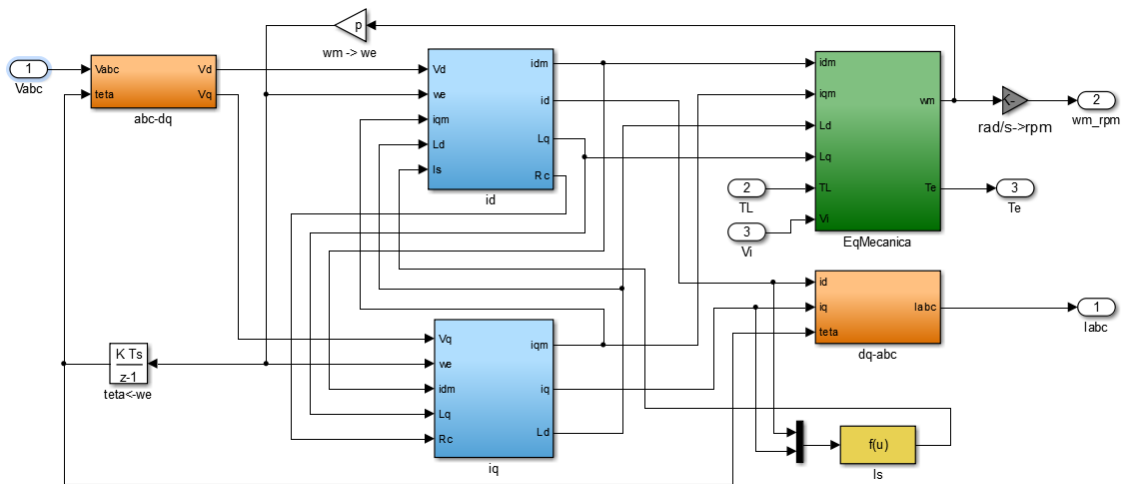 p
wm -> we
1
Vabc
Vabc
teta
Vd
Vq
abc-dq
Vd
we
iqm
Ld
Is
idm
id
Lq
Rc
id
idm
iqm
Ld
Lq
TL
Vi
wm
Te
EqMecanica
<-
rad/s->rpm
2
wm_rpm
3
Te
2
TL
3
Vi
id
iq
teta
Iabc
dq-abc
1
Iabc
K Ts
z-1
teta<-we
Vq
we
idm
Lq
Rc
iqm
iq
Ld
iq
f(u)
Is